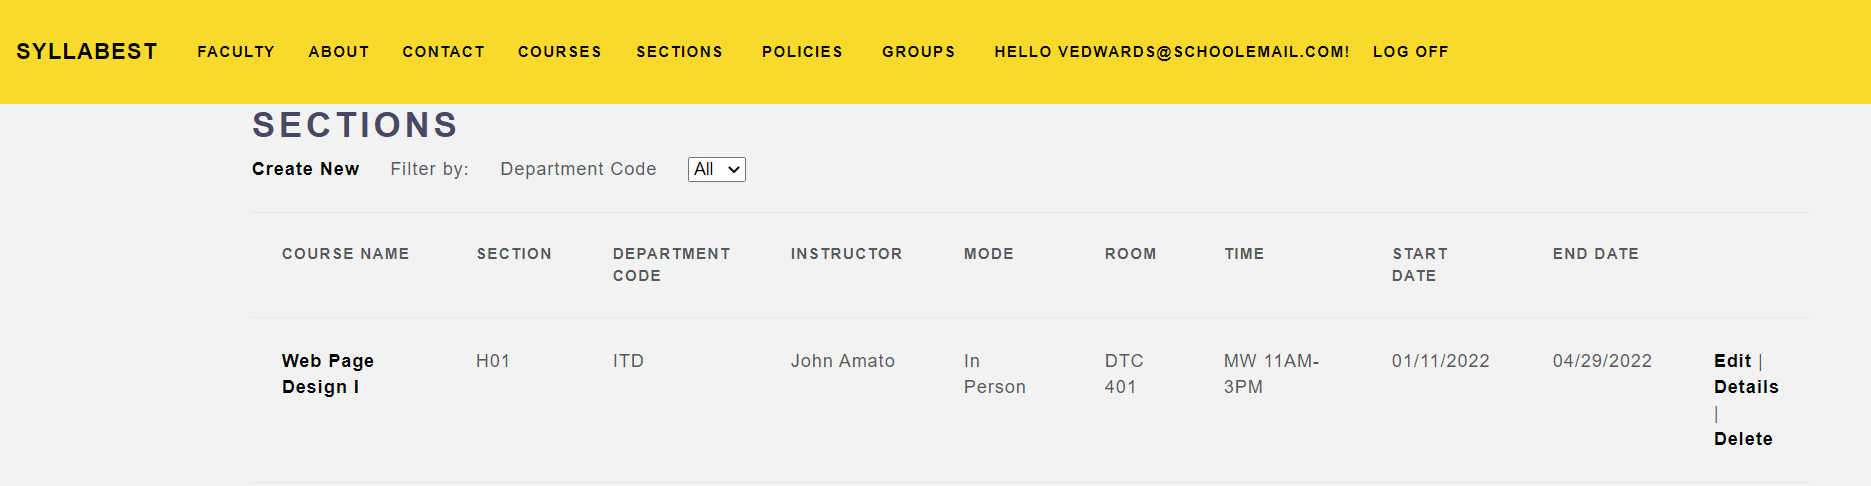 SYLLABEST FACULTY ABOUT CONTACT COURSES SECTIONS POLICIES GROUPS HELLO VEDWARDS@SCHOOLEMAIL.COM! LOG OFF
SECTIONS
Create New Filter by: Department Code All
COURSE NAME SECTION DEPARTMENT INSTRUCTOR MODE ROOM TIME START END DATE
CODE DATE
Web Page H01 ITD John Amato In DTC MW 11AM- 01/11/2022 04/29/2022 Edit |
Design I Person 401 3PM Details
|
Delete